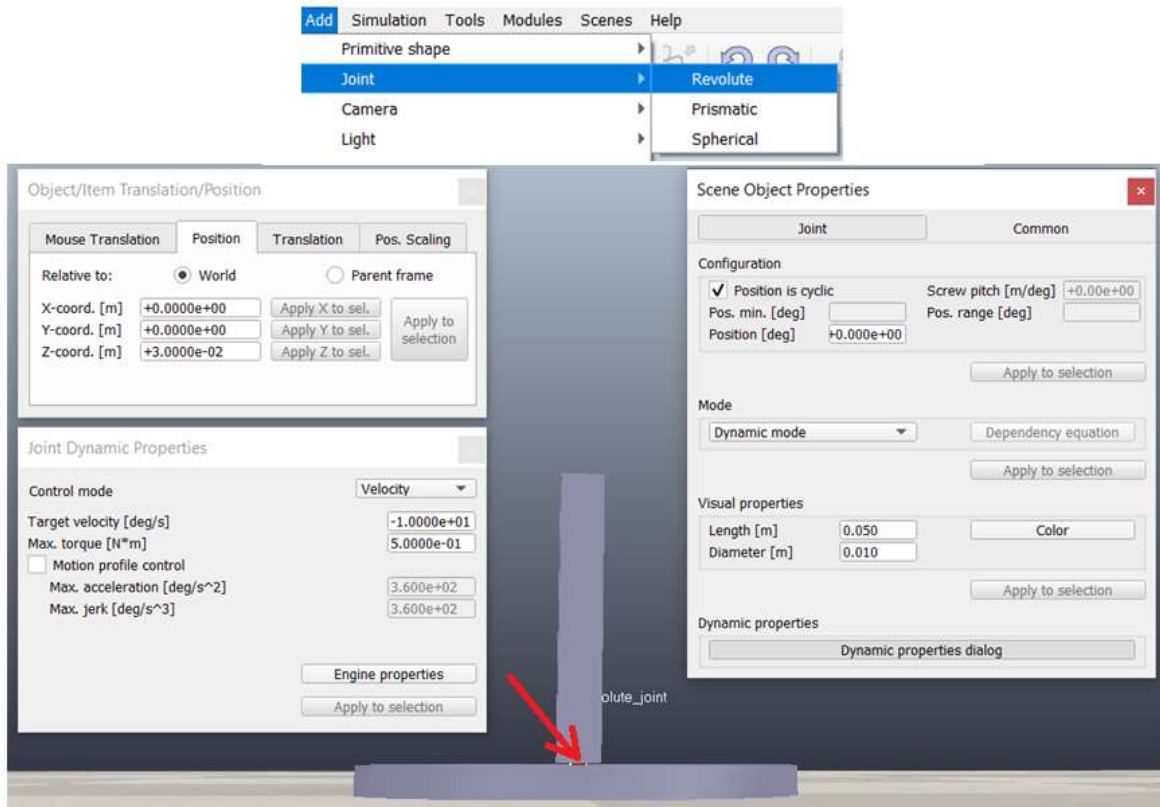 Add Simulation Tools Modules Scenes Help
Primitive shape
Joint
Revolute
Camera
Prismatic
Light
Spherical
Object/Item Translation/Position
Mouse Translation Position Translation Pos. Scaling
Relative to: World Parent frame
X-coord. [m] +0.0000e+00 Apply X to sel.
Y-coord. [m] +0.0000e+00 Apply Y to sel.
Z-coord. [m] +3.0000e-02 Apply Z to sel.
Apply to
selection
Joint Dynamic Properties
Control mode Velocity
Target velocity [deg/s] -1.0000e+01
Max. torque [N*m] 5.0000e-01
Motion profile control
Max. acceleration [deg/s^2] 3.600e+02
Max. jerk [deg/s^3] 3.600e+02
Engine properties
Apply to selection
olute_joint
Scene Object Properties
Joint Common
Configuration
Position is cyclic Screw pitch [m/deg] +0.00e+00
Pos. min. [deg] Pos. range [deg]
Position [deg] +0.000e+00
Apply to selection
Mode
Dynamic mode Dependency equation
Apply to selection
Visual properties
Length [m] 0.050 Color
Diameter [m] 0.010
Apply to selection
Dynamic properties
Dynamic properties dialog